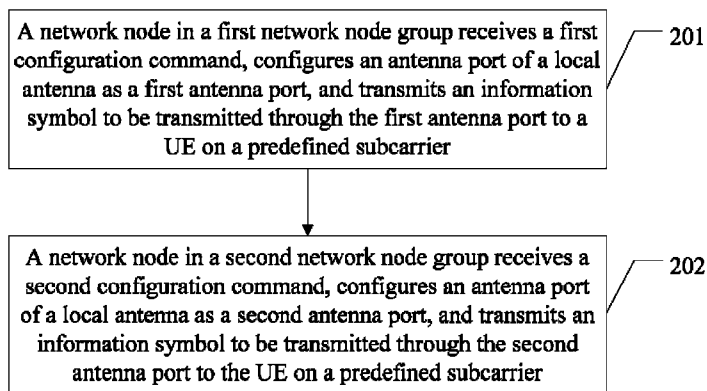 A network node in a first network node group receives a first
configuration command, configures an antenna port of a local
antenna as a first antenna port, and transmits an information
symbol to be transmitted through the first antenna port to a
UE on a predefined subcarrier
201
A network node in a second network node group receives a
second configuration command, configures an antenna port
of a local antenna as a second antenna port, and transmits an
information symbol to be transmitted through the second
antenna port to the UE on a predefined subcarrier
202